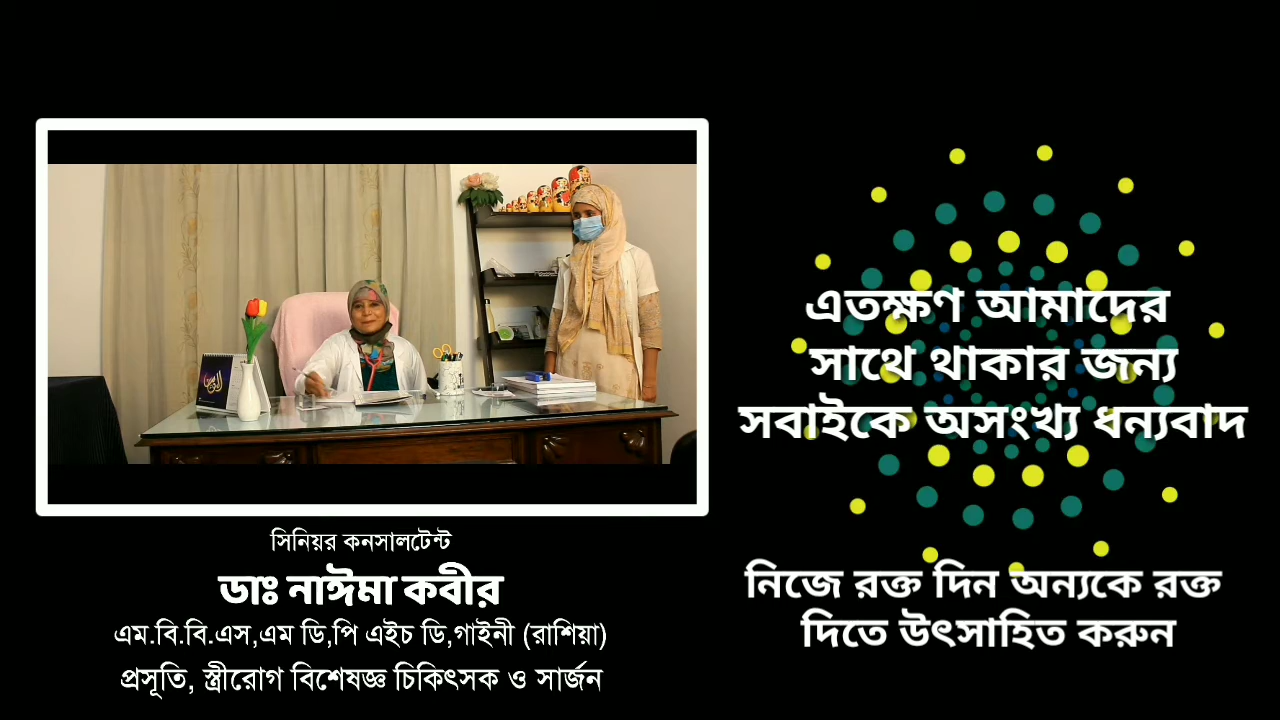 সিনিয়র কনসালটেন্ট
ডাঃ নাঈমা কবীর
এম.বি.বি.এস,এম ডি,পি এইচ ডি,গাইনী (রাশিয়া)
প্রসূতি, স্ত্রীরোগ বিশেষজ্ঞ চিকিৎসক ও সার্জন
এতক্ষণ আমাদের
সাথে থাকার জন্য
সবাইকে অসংখ্য ধন্যবাদ
নিজে রক্ত দিন অন্যকে রক্ত
দিতে উৎসাহিত করুন